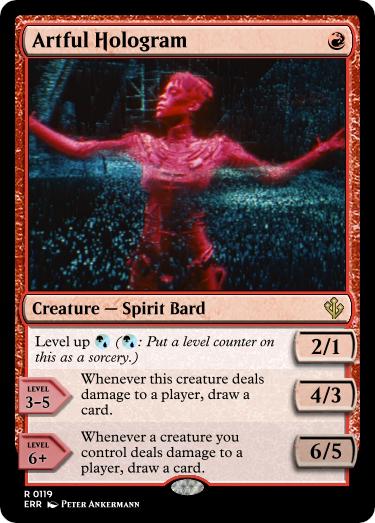 Artful Hologram
Creature — Spirit Bard
Level up (: Put a level counter on
this as a sorcery.)
2/1
LEVEL
3-5
Whenever this creature deals
damage to a player, draw a
card.
4/3
LEVEL
6+
Whenever a creature you
control deals damage to a
player, draw a card.
6/5
R 0119
ERR Peter Ankermann